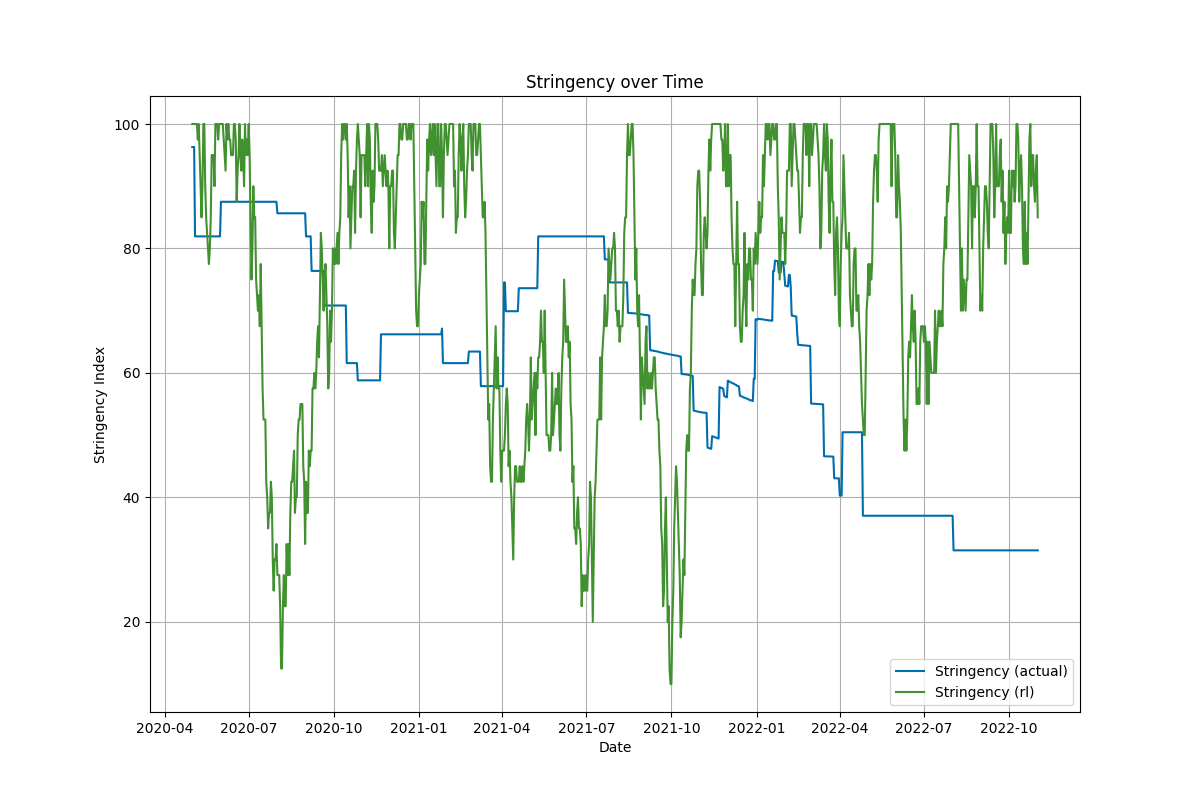 Stringency over Time
Stringency Index
100
80
60
40
20
2020-04 2020-07 2020-10 2021-01 2021-04 2021-07 2021-10 2022-01 2022-04 2022-07 2022-10
Date
Stringency (actual)
Stringency (rl)